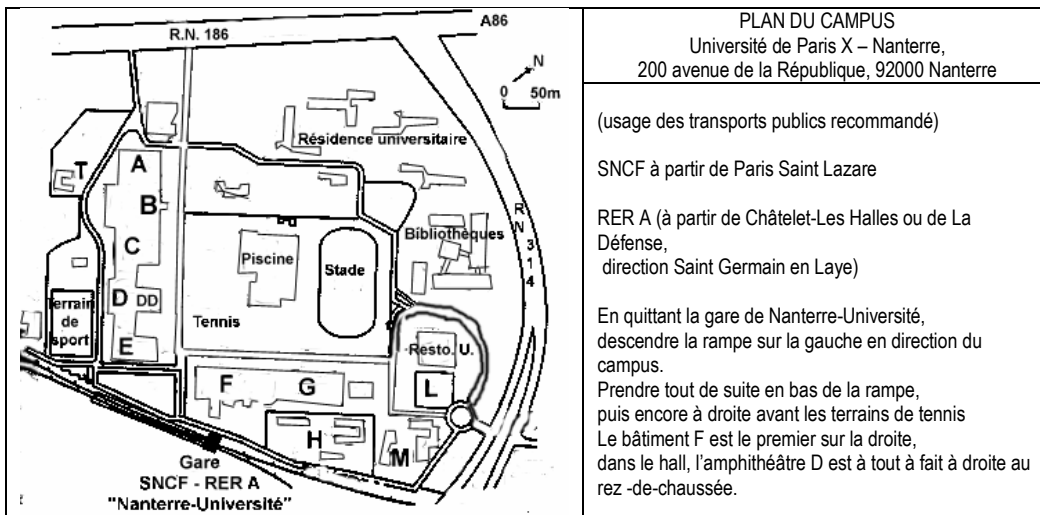 A86
R.N. 186
N
0 50m
Résidence universitaire
T
A
B
C
D DD
E
Terrain
de
sport
Piscine
Stade
Tennis
Bibliothèques
R N 3 1 4
Resto. U.
L
F G
H
M
Gare
SNCF - RER A
"Nanterre-Université"
PLAN DU CAMPUS
Université de Paris X – Nanterre,
200 avenue de la République, 92000 Nanterre
(usage des transports publics recommandé)
SNCF à partir de Paris Saint Lazare
RER A (à partir de Châtelet-Les Halles ou de La
Défense,
direction Saint Germain en Laye)
En quittant la gare de Nanterre-Université,
descendre la rampe sur la gauche en direction du
campus.
Prendre tout de suite en bas de la rampe,
puis encore à droite avant les terrains de tennis
Le bâtiment F est le premier sur la droite,
dans le hall, l'amphithéâtre D est à tout à fait à droite au
rez -de-chaussée.